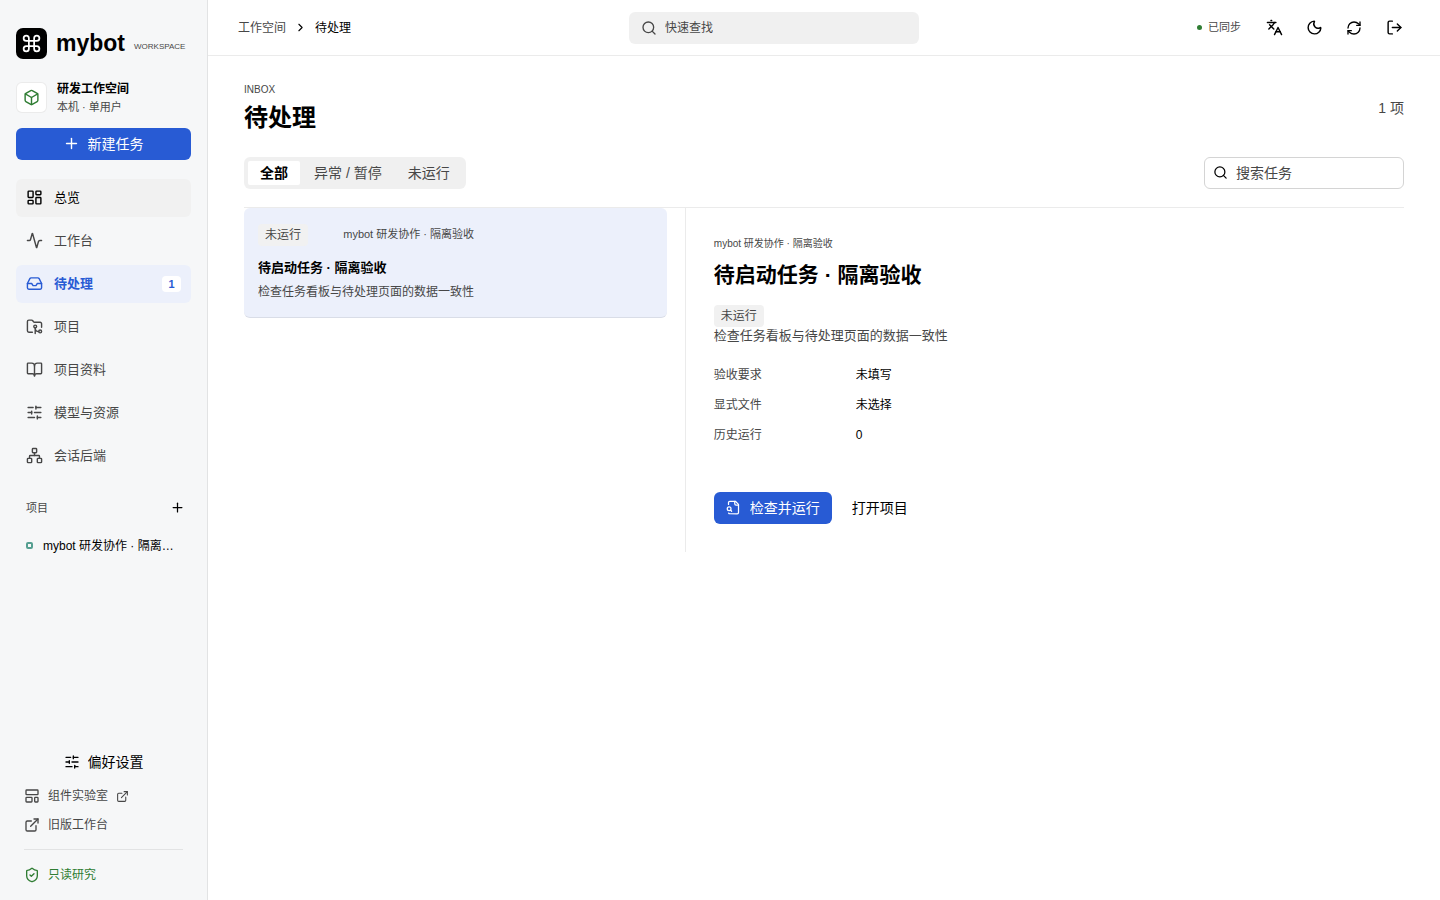 mybot WORKSPACE
研发工作空间
本机 · 单用户
新建任务
总览
工作台
待处理 1
项目
项目资料
模型与资源
会话后端
项目
mybot 研发协作 · 隔离...
偏好设置
组件实验室
旧版工作台
只读研究
工作空间 待处理
快速查找
已同步
INBOX
待处理
1 项
全部 异常 / 暂停 未运行
搜索任务
未运行 mybot 研发协作 · 隔离验收
待启动任务 · 隔离验收
检查任务看板与待处理页面的数据一致性
mybot 研发协作 · 隔离验收
待启动任务 · 隔离验收
未运行
检查任务看板与待处理页面的数据一致性
验收要求 未填写
显式文件 未选择
历史运行 0
检查并运行 打开项目